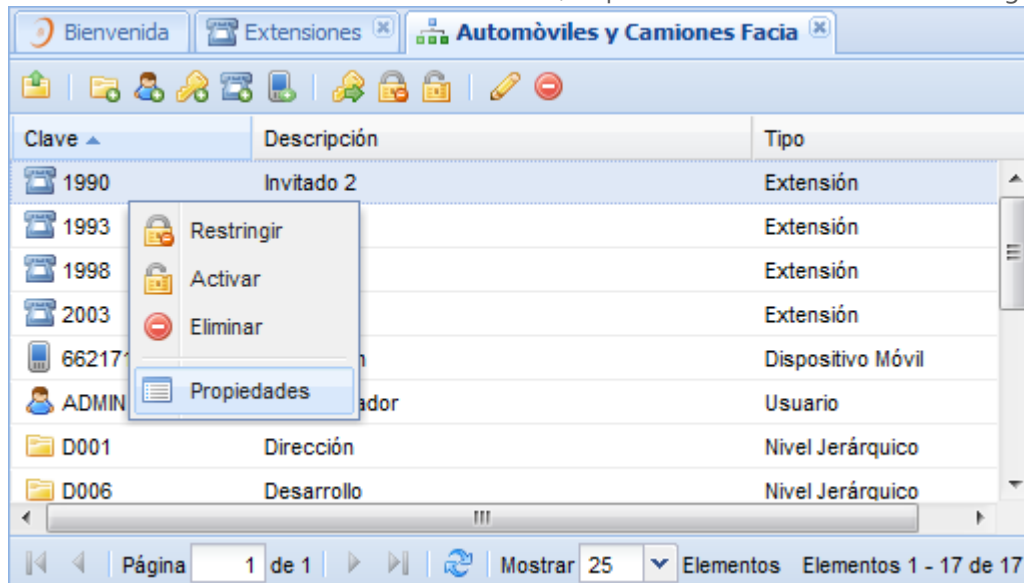 Bienvenida Extensiones Automòviles y Camiones Facia
Clave Descripción Tipo
1990 Invitado 2 Extensión
1993 Extensión
1998 Extensión
2003 Extensión
Dispositivo Móvil
ADMIN Usuario
D001 Dirección Nivel Jerárquico
D006 Desarrollo Nivel Jerárquico
Restringir
Activar
Eliminar
Propiedades
Página 1 de 1 Mostrar 25 Elementos Elementos 1 - 17 de 17